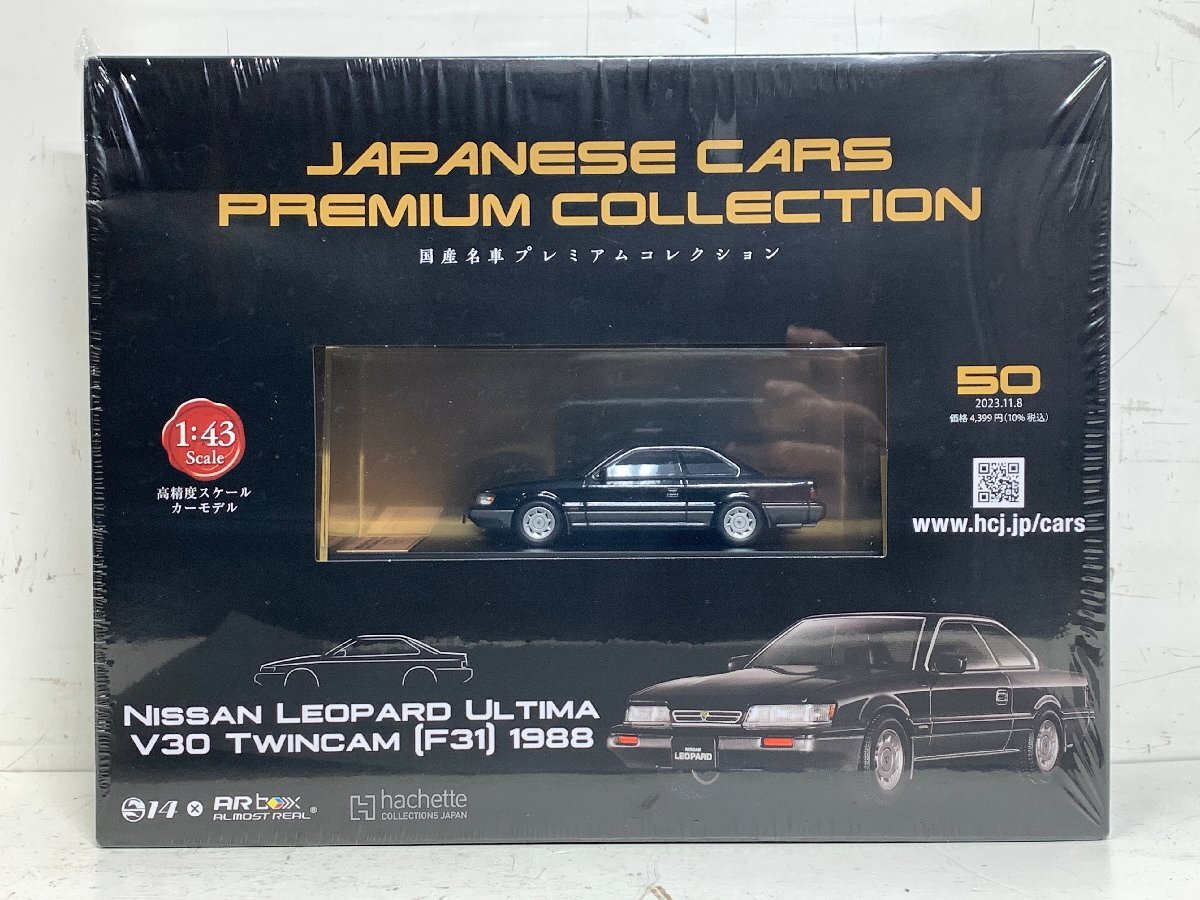 JAPANESE CARS
PREMIUM COLLECTION
国産名車プレミアムコレクション
50
2023.11.8
価格 4,399 円(10% 税込)
1:43
Scale
高精度スケール
カーモデル
www.hcj.jp/cars
NISSAN LEOPARD ULTIMA
V30 TWINCAM (F31) 1988
NISSAN
LEOPARD
14 × ARbox
ALMOST REAL®
hachette
COLLECTIONS JAPAN